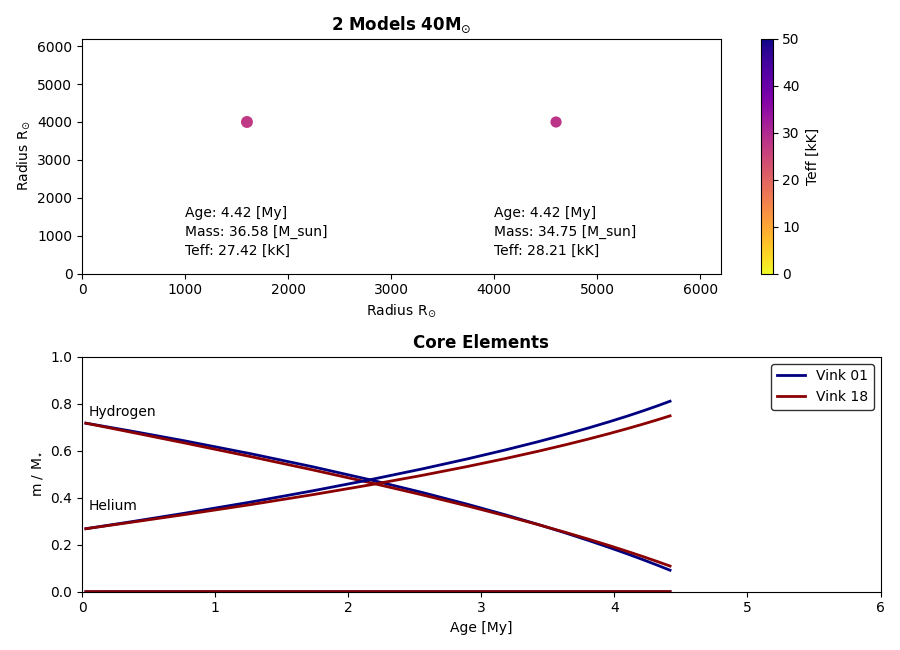 2 Models 40M☉
6000
5000
4000
3000
2000
1000
0
Radius R☉
Age: 4.42 [My]
Mass: 36.58 [M_sun]
Teff: 27.42 [kK]
Age: 4.42 [My]
Mass: 34.75 [M_sun]
Teff: 28.21 [kK]
0 1000 2000 3000 4000 5000 6000
Radius R☉
50
40
30
20
10
0
Teff [kK]
Core Elements
1.0
0.8
0.6
0.4
0.2
0.0
m / M⋆
Hydrogen
Helium
Vink 01
Vink 18
0 1 2 3 4 5 6
Age [My]